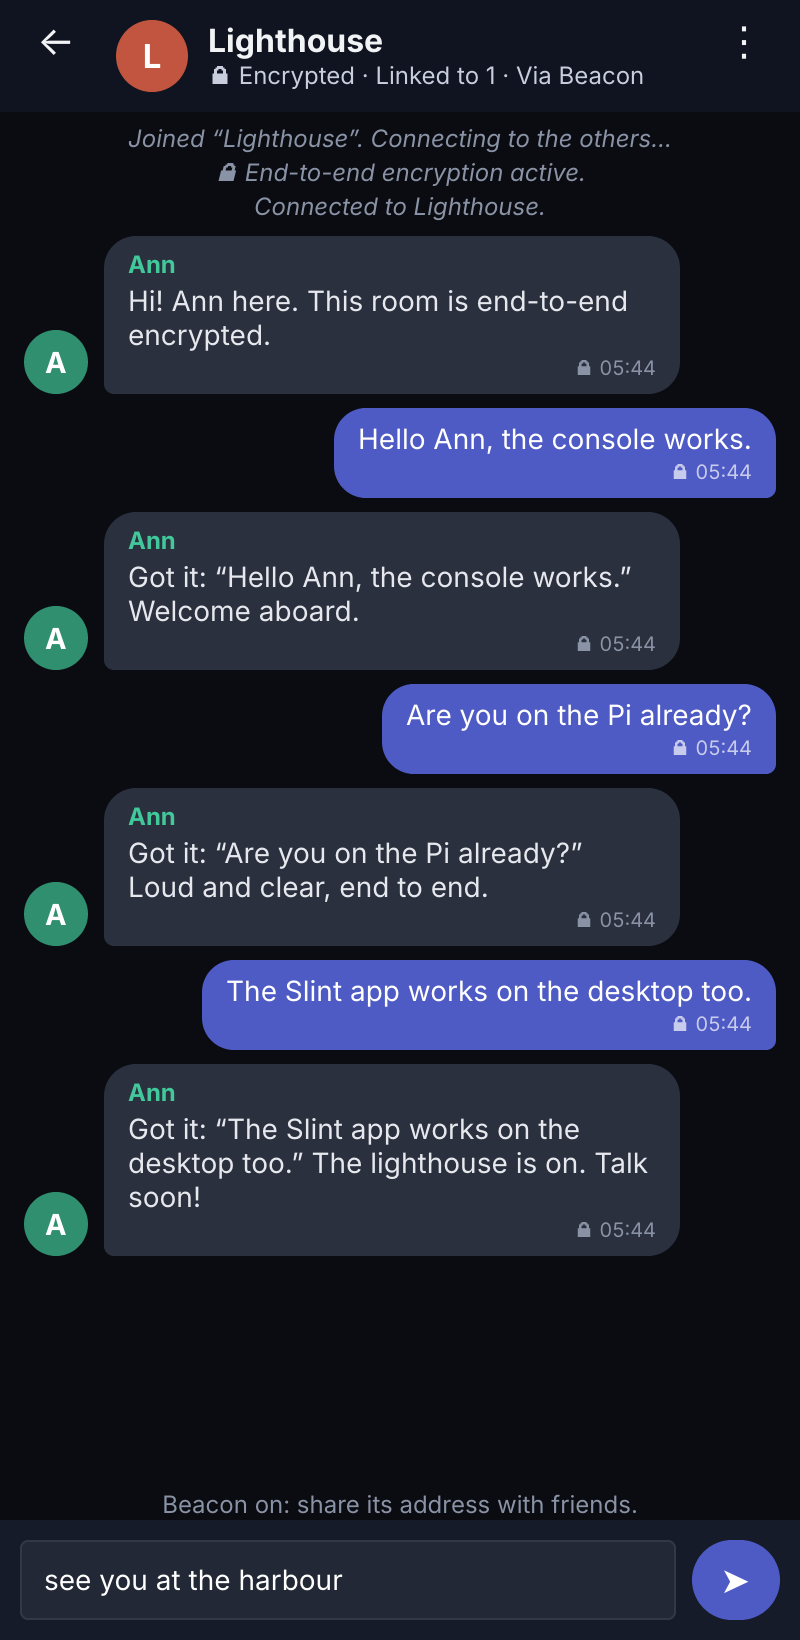 L
Lighthouse
Encrypted · Linked to 1 · Via Beacon
Joined “Lighthouse”. Connecting to the others...
End-to-end encryption active.
Connected to Lighthouse.
Ann
Hi! Ann here. This room is end-to-end
encrypted.
A
05:44
Hello Ann, the console works.
05:44
Ann
Got it: “Hello Ann, the console works.”
Welcome aboard.
A
05:44
Are you on the Pi already?
05:44
Ann
Got it: “Are you on the Pi already?”
Loud and clear, end to end.
A
05:44
The Slint app works on the desktop too.
05:44
Ann
Got it: “The Slint app works on the
desktop too.” The lighthouse is on. Talk
soon!
A
05:44
Beacon on: share its address with friends.
see you at the harbour